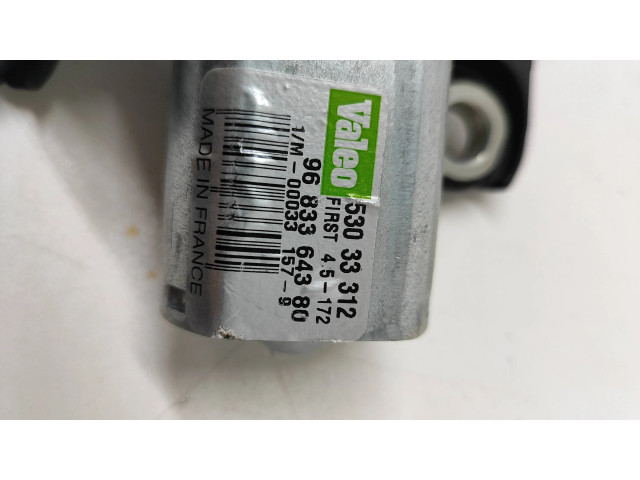 Valeo
530 33 312
FIRST 4.5-172
96 833 643 80
1/M-00033 157-9
MADE IN FRANCE